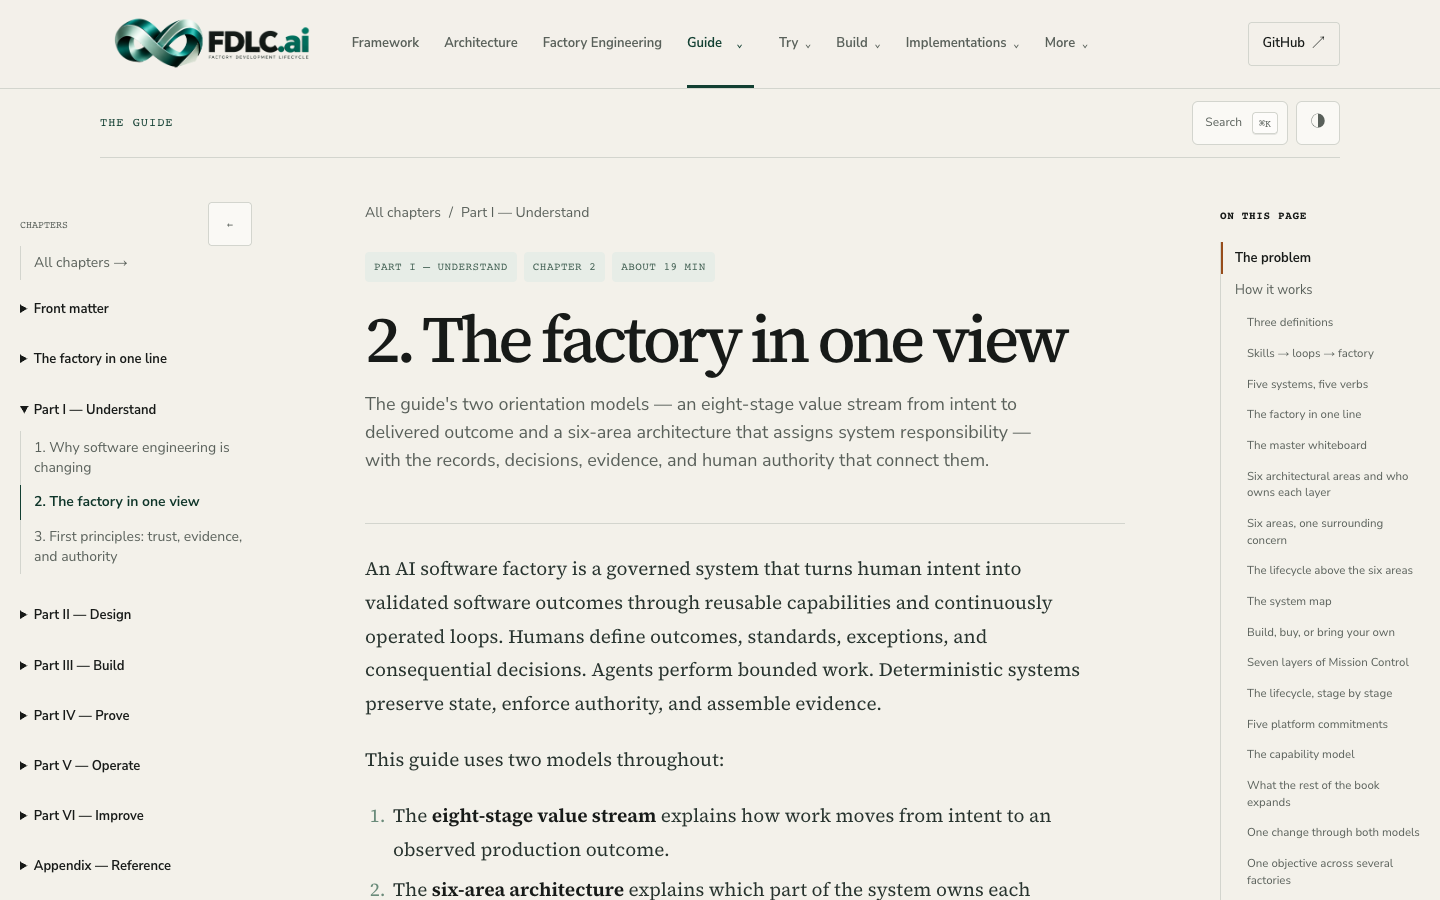 FDLC.ai
FACTORY DEVELOPMENT LIFECYCLE
Framework
Architecture
Factory Engineering
Guide
Try
Build
Implementations
More
GitHub ↗
THE GUIDE
Search ⌘K
CHAPTERS
←
All chapters →
Front matter
The factory in one line
Part I — Understand
1. Why software engineering is
changing
2. The factory in one view
3. First principles: trust, evidence,
and authority
Part II — Design
Part III — Build
Part IV — Prove
Part V — Operate
Part VI — Improve
Appendix — Reference
All chapters / Part I — Understand
PART I — UNDERSTAND
CHAPTER 2
ABOUT 19 MIN
2. The factory in one view
The guide's two orientation models — an eight-stage value stream from intent to
delivered outcome and a six-area architecture that assigns system responsibility —
with the records, decisions, evidence, and human authority that connect them.
An AI software factory is a governed system that turns human intent into
validated software outcomes through reusable capabilities and continuously
operated loops. Humans define outcomes, standards, exceptions, and
consequential decisions. Agents perform bounded work. Deterministic systems
preserve state, enforce authority, and assemble evidence.
This guide uses two models throughout:
1. The eight-stage value stream explains how work moves from intent to an
observed production outcome.
2. The six-area architecture explains which part of the system owns each
ON THIS PAGE
The problem
How it works
Three definitions
Skills → loops → factory
Five systems, five verbs
The factory in one line
The master whiteboard
Six architectural areas and who
owns each layer
Six areas, one surrounding
concern
The lifecycle above the six areas
The system map
Build, buy, or bring your own
Seven layers of Mission Control
The lifecycle, stage by stage
Five platform commitments
The capability model
What the rest of the book
expands
One change through both models
One objective across several
factories